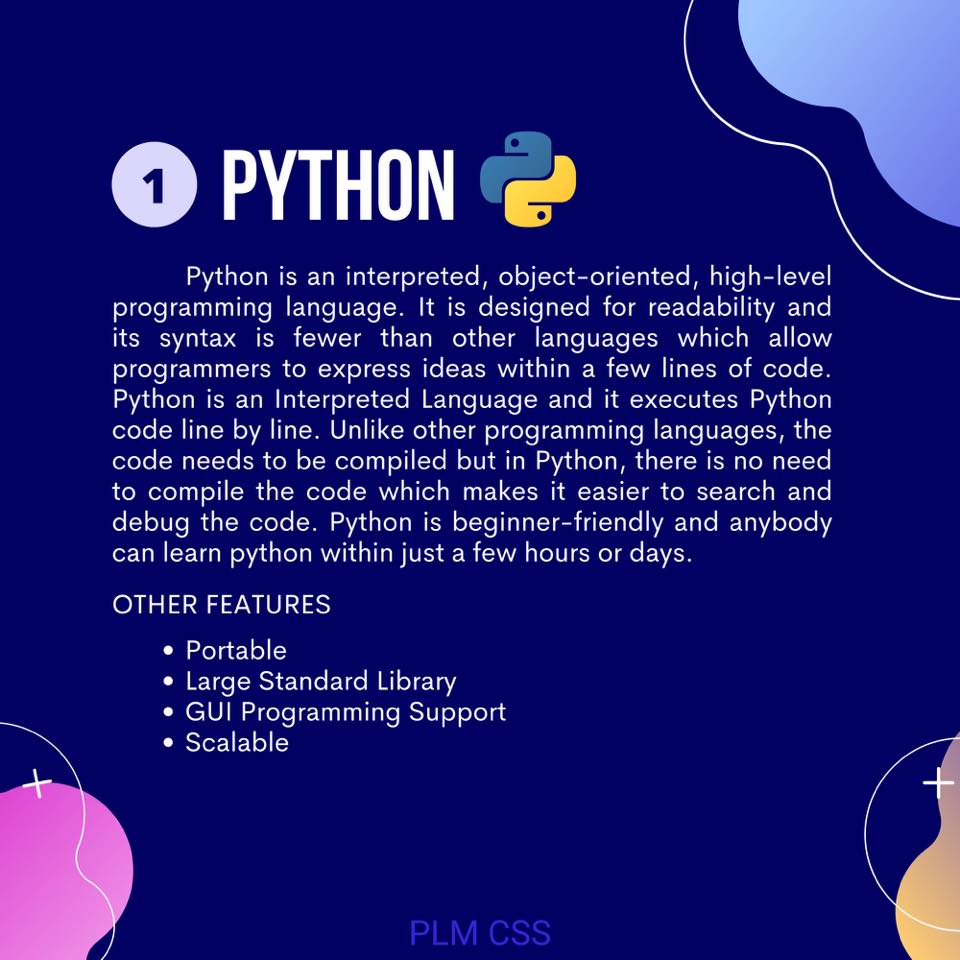 1 PYTHON
Python is an interpreted, object-oriented, high-level
programming language. It is designed for readability and
its syntax is fewer than other languages which allow
programmers to express ideas within a few lines of code.
Python is an Interpreted Language and it executes Python
code line by line. Unlike other programming languages, the
code needs to be compiled but in Python, there is no need
to compile the code which makes it easier to search and
debug the code. Python is beginner-friendly and anybody
can learn python within just a few hours or days.
OTHER FEATURES
• Portable
• Large Standard Library
• GUI Programming Support
• Scalable
PLM CSS